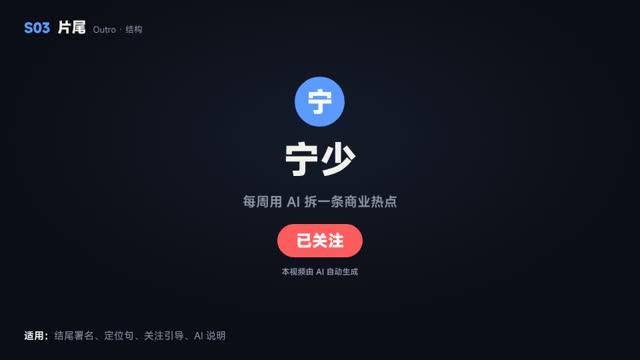 S03 片尾 Outro · 结构
宁
宁少
每周用 AI 拆一条商业热点
已关注
本视频由 AI 自动生成
适用：结尾署名、定位句、关注引导、AI 说明